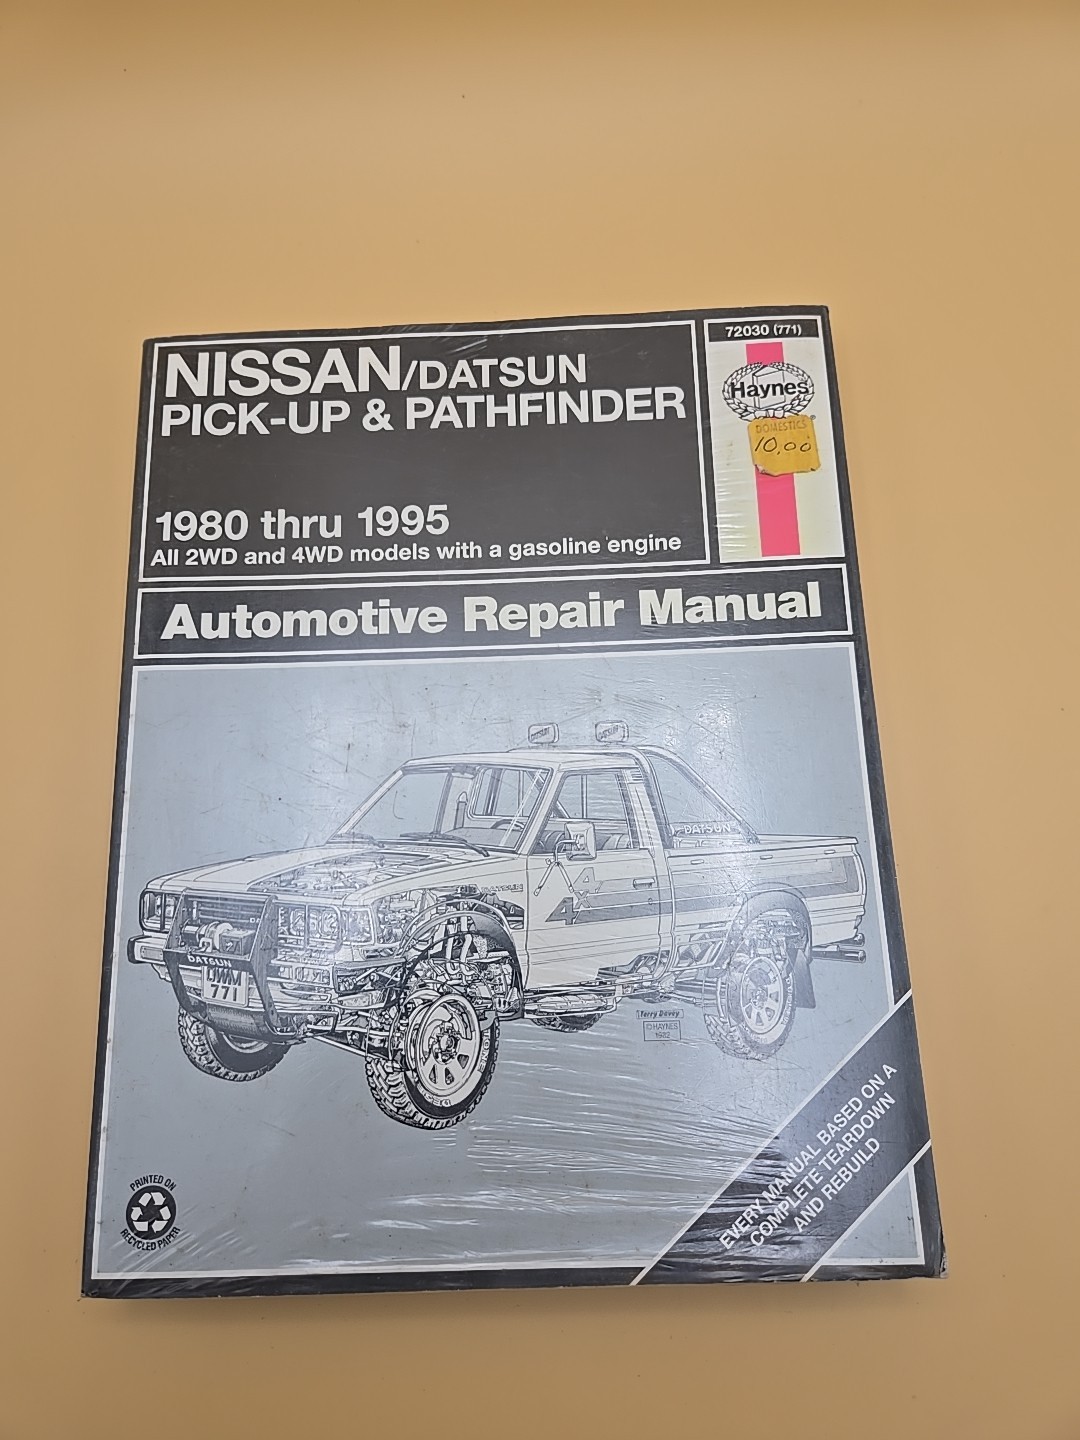 NISSAN/DATSUN
PICK-UP & PATHFINDER
1980 thru 1995
All 2WD and 4WD models with a gasoline engine
72030 (771)
Haynes
DOMESTICS
10.00
Automotive Repair Manual
DATSUN
DATSUN
4X4
DATSUN
771
Terry Davey
© HAYNES
1982
PRINTED ON
RECYCLED PAPER
EVERY MANUAL BASED ON A
COMPLETE TEARDOWN
AND REBUILD